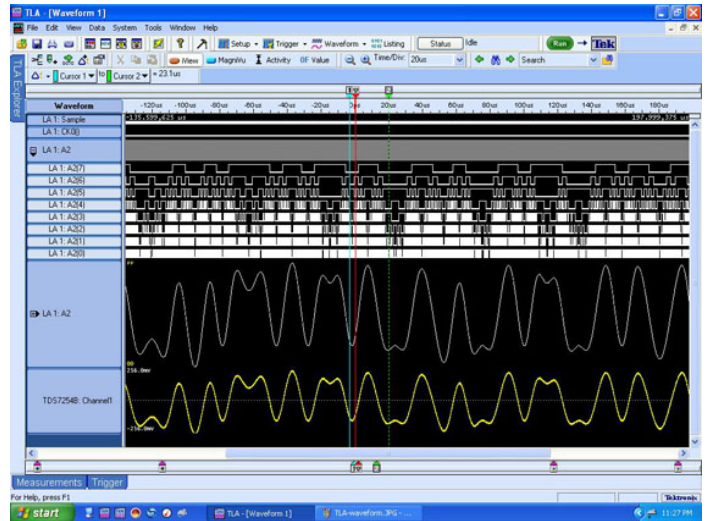 TLA - [Waveform 1]
File Edit View Data System Tools Window Help
Setup Trigger Waveform Listing Status Idle Run Tek
View MagniVu Activity Value Time/Div: 20us Search
Cursor 1 to Cursor 2 = 23.1us
TLA Explorer
Waveform -120us -100us -80us -60us -40us -20us 20us 40us 60us 80us 100us 120us 140us 160us 180us
LA 1: Sample -135.599,625 us 197.999,375 us
LA 1: CK0()
LA 1: A2
LA 1: A2(7)
LA 1: A2(6)
LA 1: A2(5)
LA 1: A2(4)
LA 1: A2(3)
LA 1: A2(2)
LA 1: A2(1)
LA 1: A2(0)
FF
LA 1: A2
00
256.0mV
TDS7254B: Channel1
-256.0mV
Measurements Trigger
For Help, press F1 Tektronix
start TLA - [Waveform 1] TLA-waveform.JPG - ... 11:27 PM